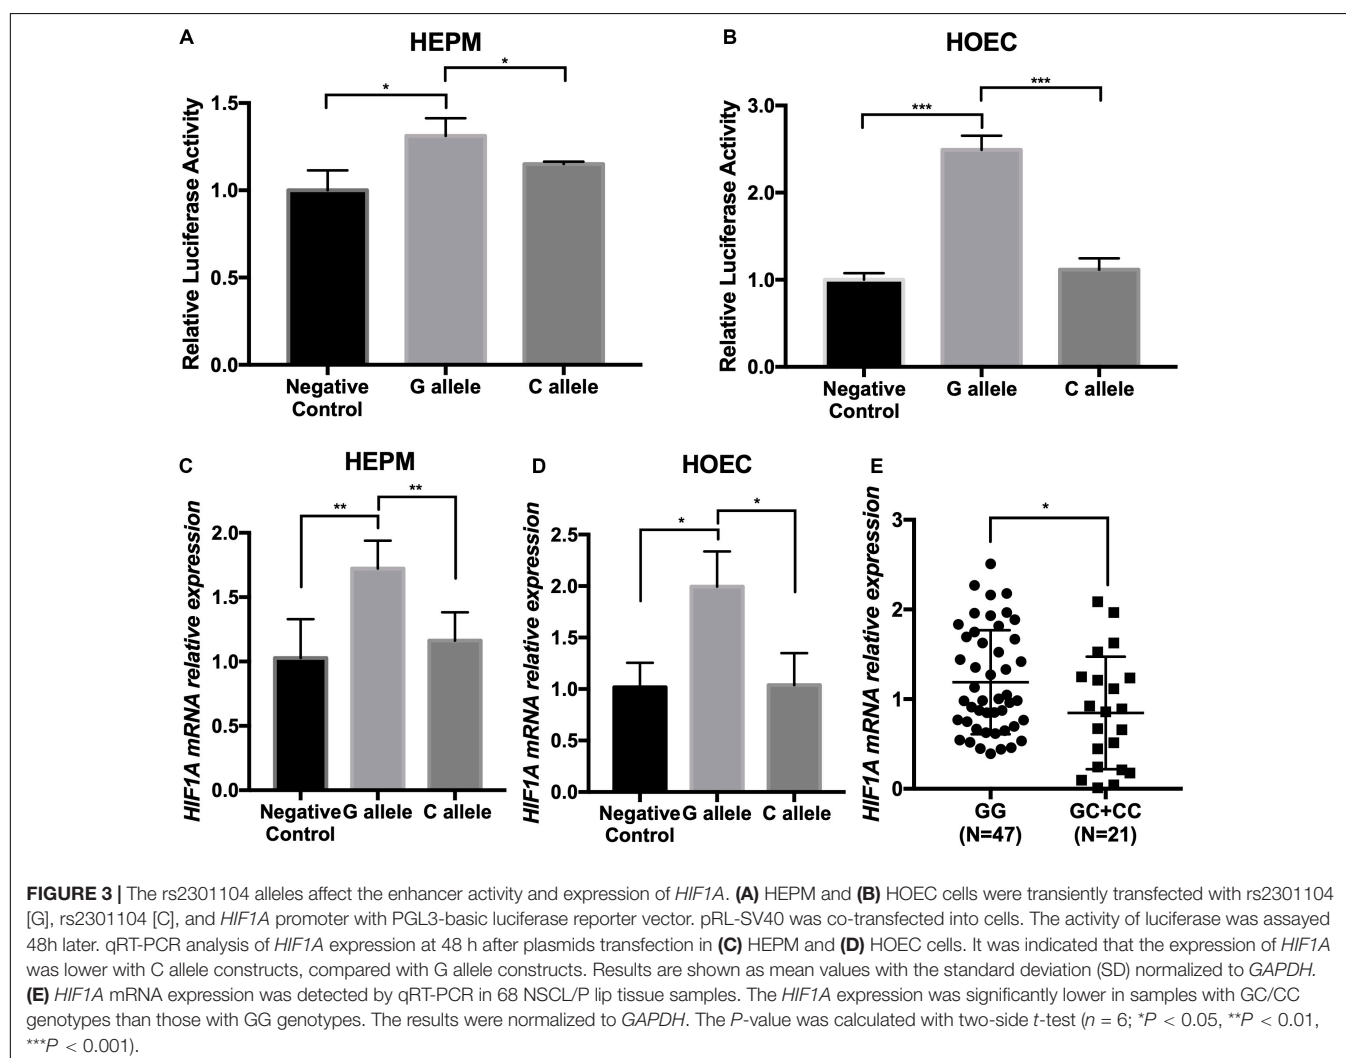 A
HEPM
*
*
Relative Luciferase Activity
1.5
1.0
0.5
0.0
Negative
Control
G allele
C allele
B
HOEC
***
***
Relative Luciferase Activity
3.0
2.0
1.0
0.0
Negative
Control
G allele
C allele
C
HEPM
**
**
HIF1A mRNA relative expression
2.0
1.5
1.0
0.5
0.0
Negative
Control
G allele
C allele
D
HOEC
*
*
HIF1A mRNA relative expression
2.5
2.0
1.5
1.0
0.5
0.0
Negative
Control
G allele
C allele
E
*
HIF1A mRNA relative expression
3
2
1
0
GG
(N=47)
GC+CC
(N=21)
FIGURE 3 | The rs2301104 alleles affect the enhancer activity and expression of HIF1A. (A) HEPM and (B) HOEC cells were transiently transfected with rs2301104
[G], rs2301104 [C], and HIF1A promoter with PGL3-basic luciferase reporter vector. pRL-SV40 was co-transfected into cells. The activity of luciferase was assayed
48h later. qRT-PCR analysis of HIF1A expression at 48 h after plasmids transfection in (C) HEPM and (D) HOEC cells. It was indicated that the expression of HIF1A
was lower with C allele constructs, compared with G allele constructs. Results are shown as mean values with the standard deviation (SD) normalized to GAPDH.
(E) HIF1A mRNA expression was detected by qRT-PCR in 68 NSCL/P lip tissue samples. The HIF1A expression was significantly lower in samples with GC/CC
genotypes than those with GG genotypes. The results were normalized to GAPDH. The P-value was calculated with two-side t-test (n = 6; *P < 0.05, **P < 0.01,
***P < 0.001).